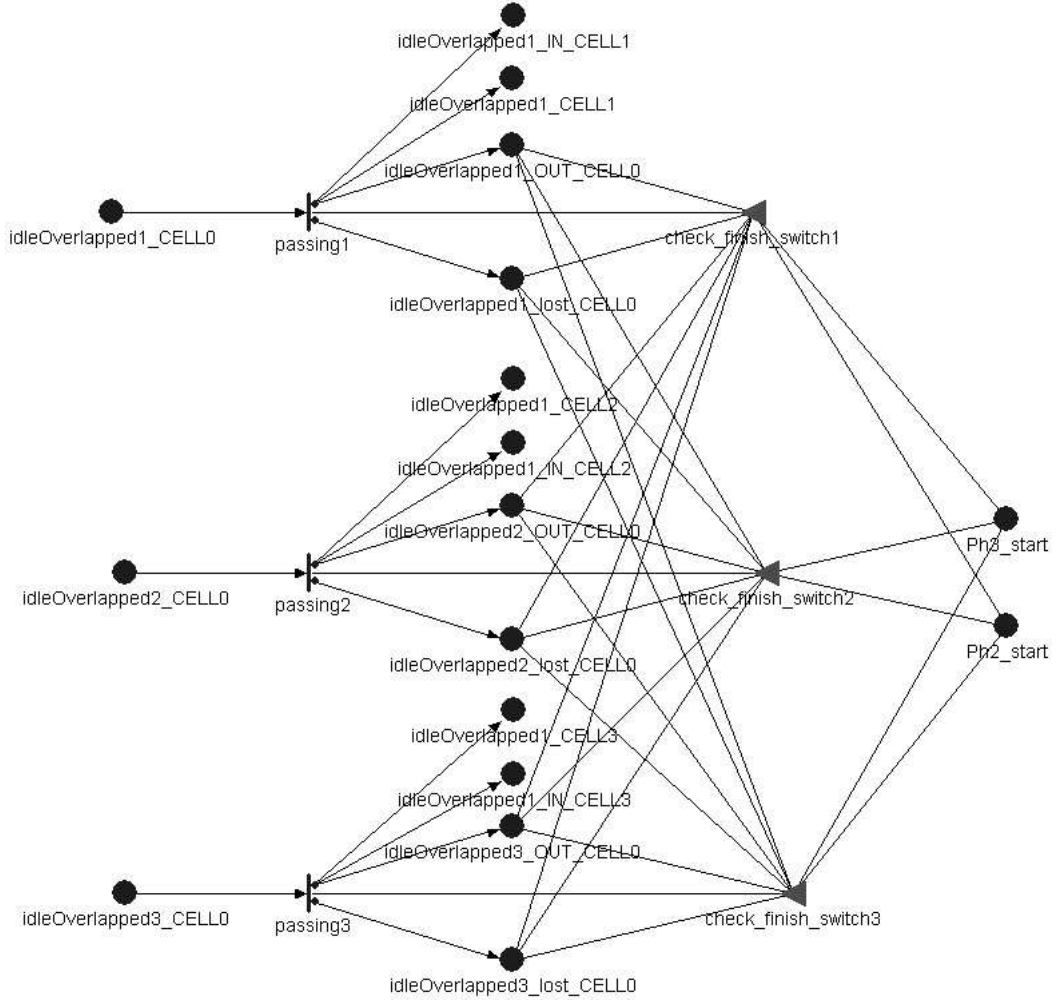 idleOverlapped1_IN_CELL1
idleOverlapped1_CELL1
idleOverlapped1_OUT_CELL0
idleOverlapped1_CELL0
passing1
check_finish_switch1
idleOverlapped1_lost_CELL0
idleOverlapped1_CELL2
idleOverlapped1_IN_CELL2
idleOverlapped2_OUT_CELL0
Ph3_start
idleOverlapped2_CELL0
passing2
check_finish_switch2
Ph2_start
idleOverlapped2_lost_CELL0
idleOverlapped1_CELL3
idleOverlapped1_IN_CELL3
idleOverlapped3_OUT_CELL0
idleOverlapped3_CELL0
passing3
check_finish_switch3
idleOverlapped3_lost_CELL0